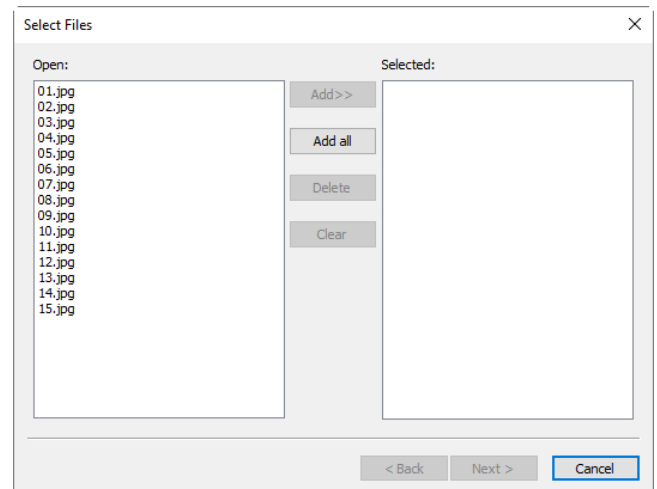 Select Files
Open:
Selected:
01.jpg
02.jpg
03.jpg
04.jpg
05.jpg
06.jpg
07.jpg
08.jpg
09.jpg
10.jpg
11.jpg
12.jpg
13.jpg
14.jpg
15.jpg
Add>>
Add all
Delete
Clear
< Back
Next >
Cancel